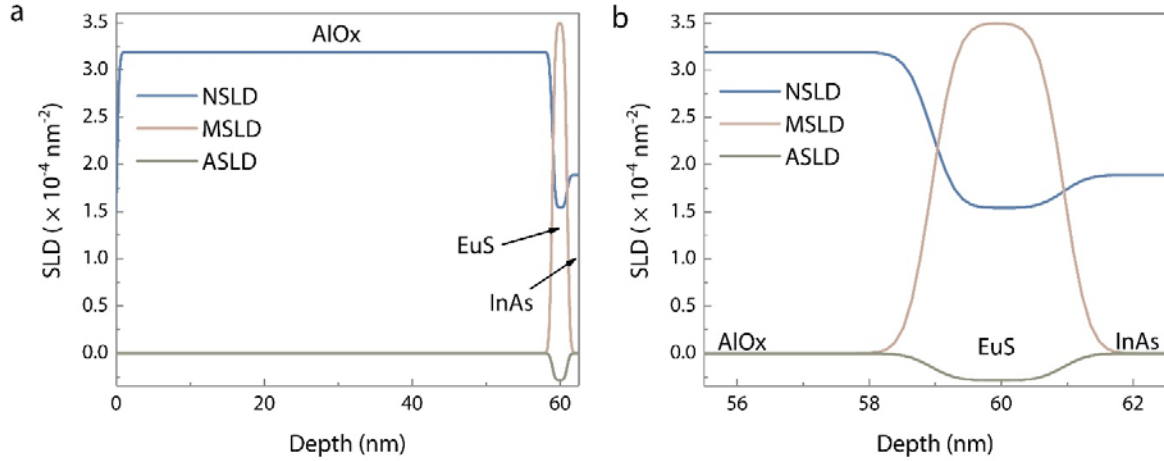 a
AlOx
NSLD
MSLD
ASLD
EuS
InAs
SLD ( × 10-4 nm-2)
3.5
3.0
2.5
2.0
1.5
1.0
0.5
0.0
0
20
40
60
Depth (nm)
b
NSLD
MSLD
ASLD
AlOx
EuS
InAs
SLD ( × 10-4 nm-2)
3.5
3.0
2.5
2.0
1.5
1.0
0.5
0.0
56
58
60
62
Depth (nm)